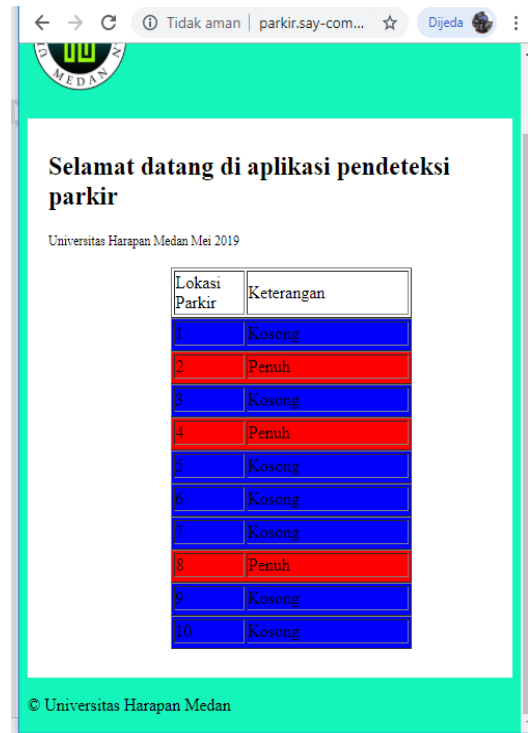 Tidak aman | parkir.say-com... Dijeda
MEDAN
Selamat datang di aplikasi pendeteksi
parkir
Universitas Harapan Medan Mei 2019
Lokasi Parkir Keterangan
1 Kosong
2 Penuh
3 Kosong
4 Penuh
5 Kosong
6 Kosong
7 Kosong
8 Penuh
9 Kosong
10 Kosong
© Universitas Harapan Medan